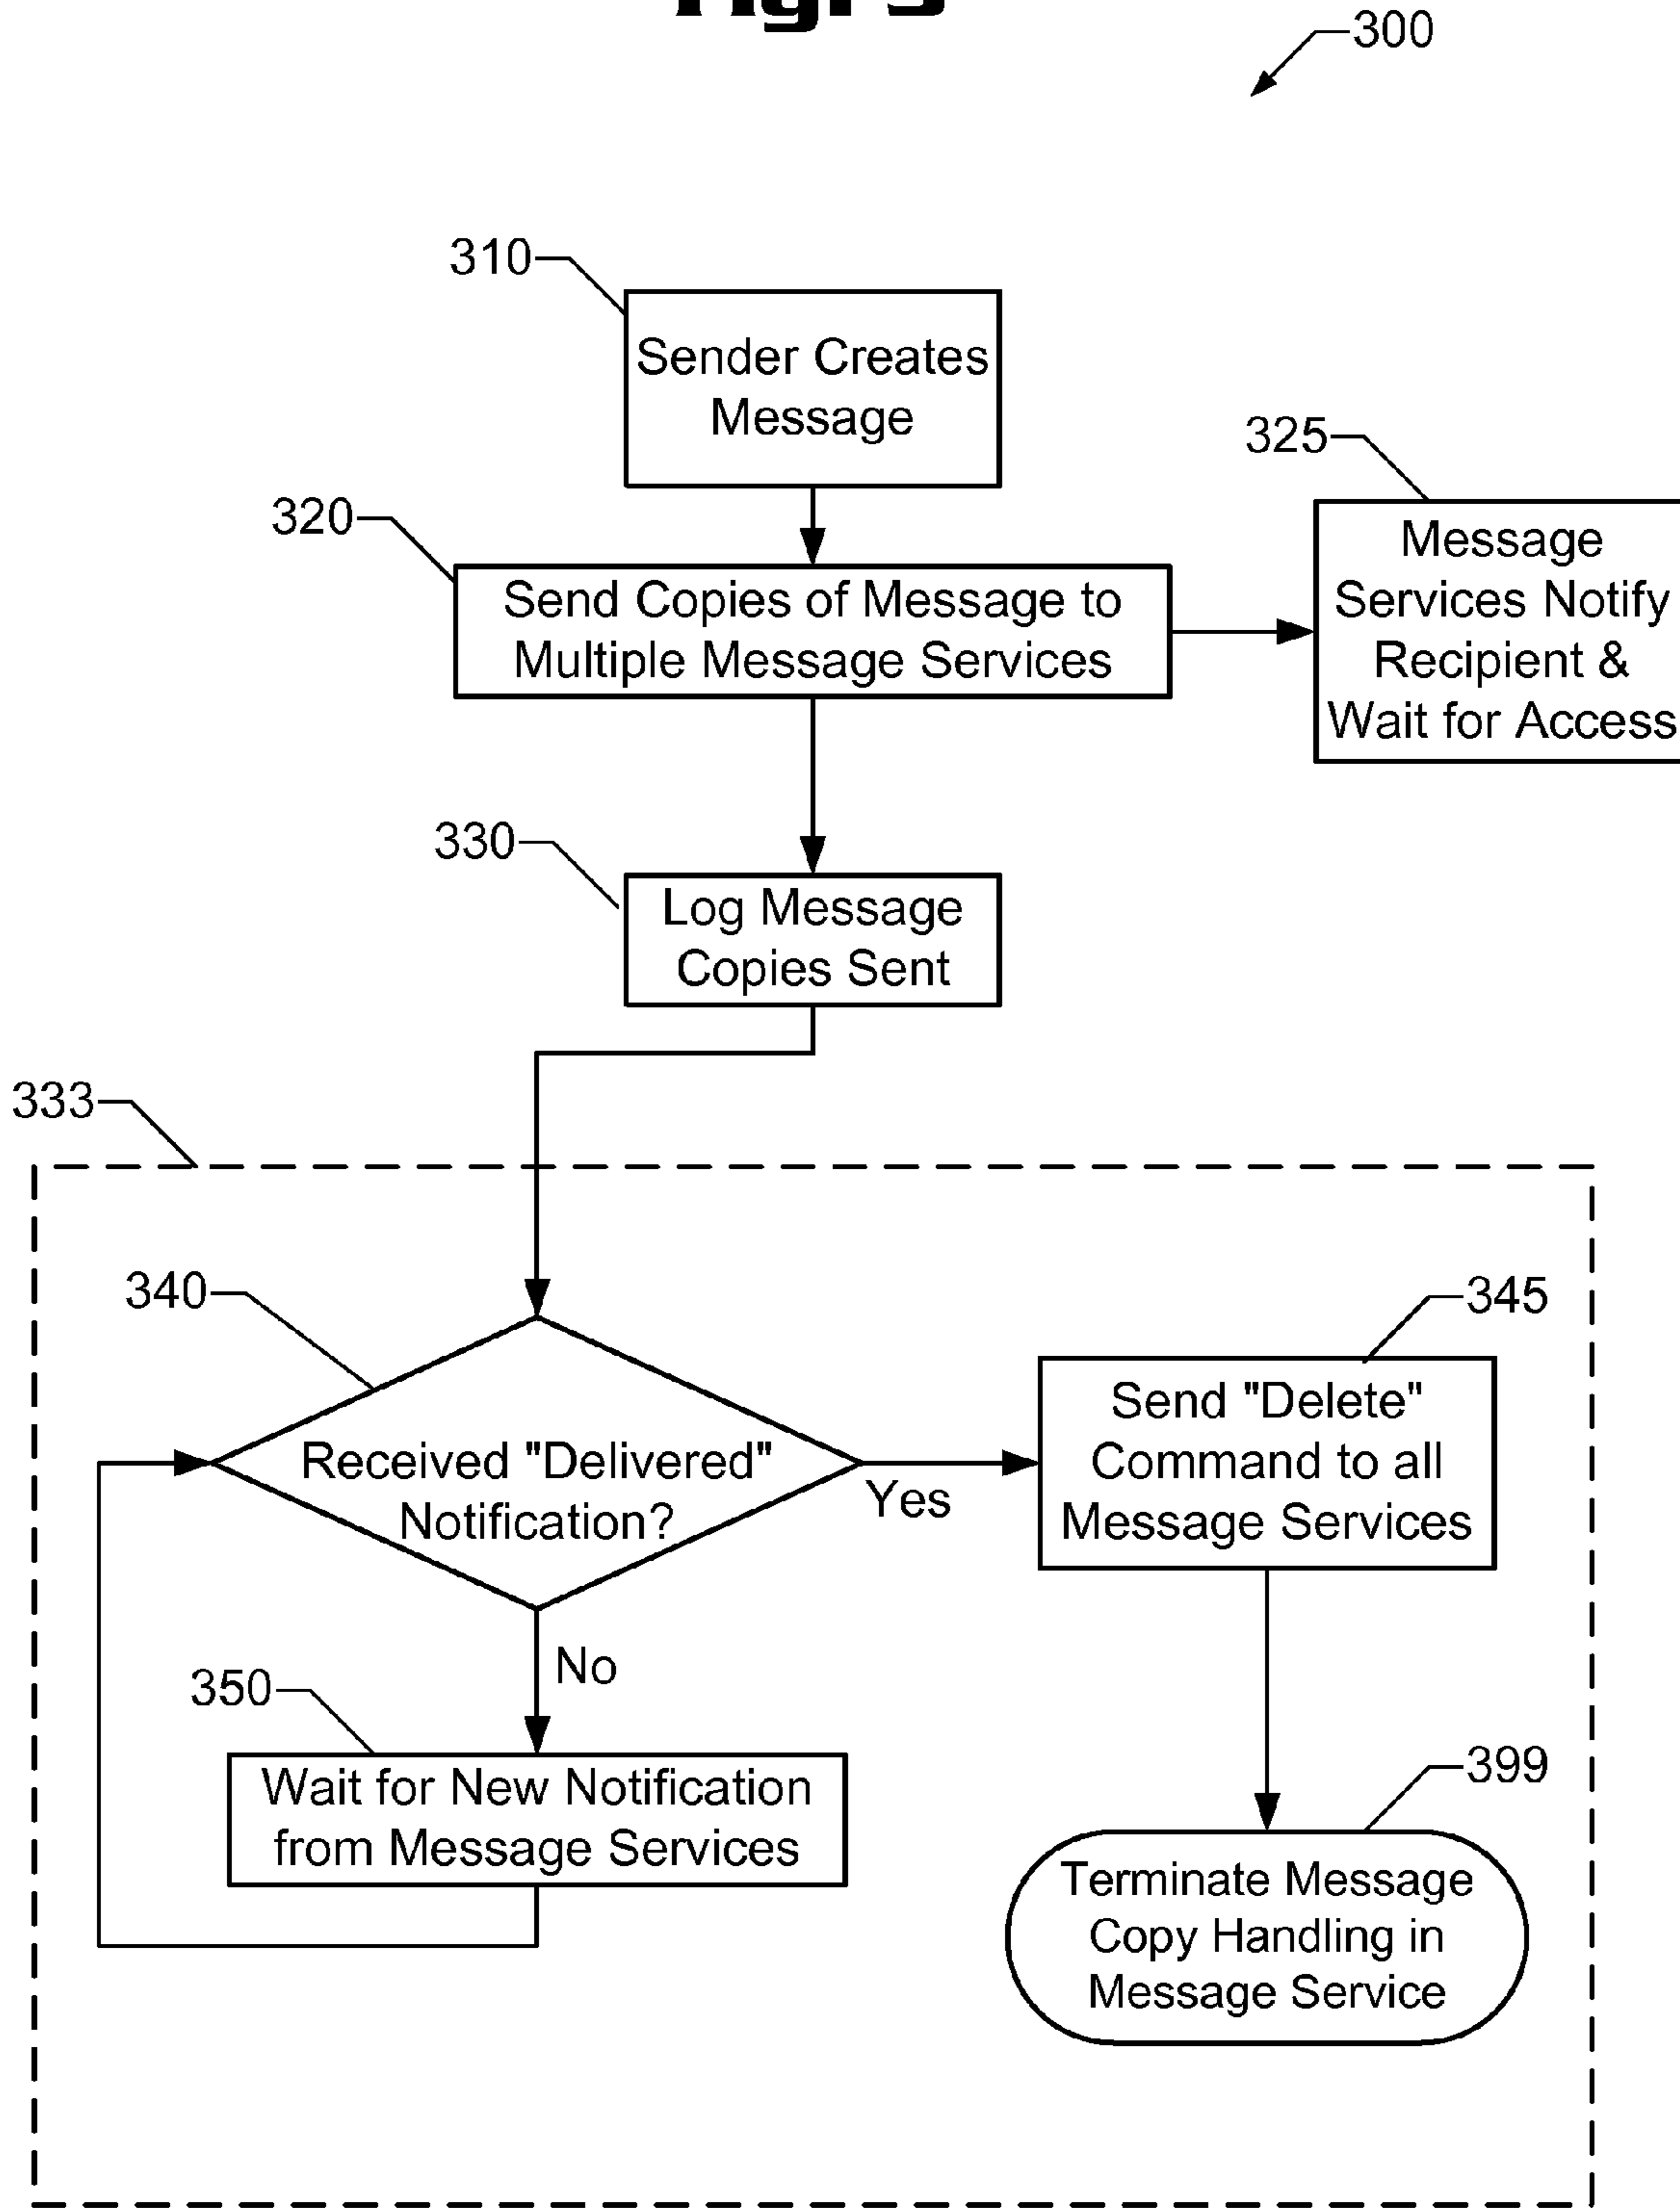 Fig. 3
300
310
Sender Creates
Message
325
320
Message
Services Notify
Recipient &
Wait for Access
Send Copies of Message to
Multiple Message Services
330
Log Message
Copies Sent
333
340
345
Received "Delivered"
Notification?
Yes
Send "Delete"
Command to all
Message Services
No
350
Wait for New Notification
from Message Services
399
Terminate Message
Copy Handling in
Message Service